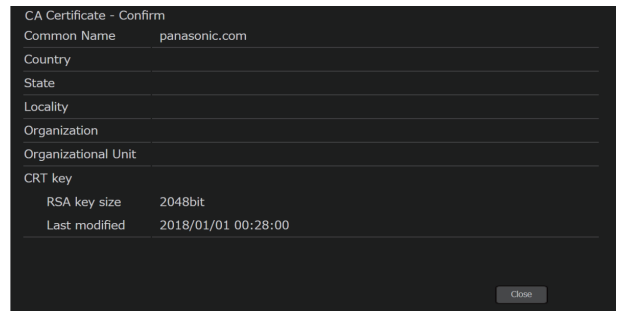 CA Certificate - Confirm
Common Name panasonic.com
Country
State
Locality
Organization
Organizational Unit
CRT key
RSA key size 2048bit
Last modified 2018/01/01 00:28:00
Close